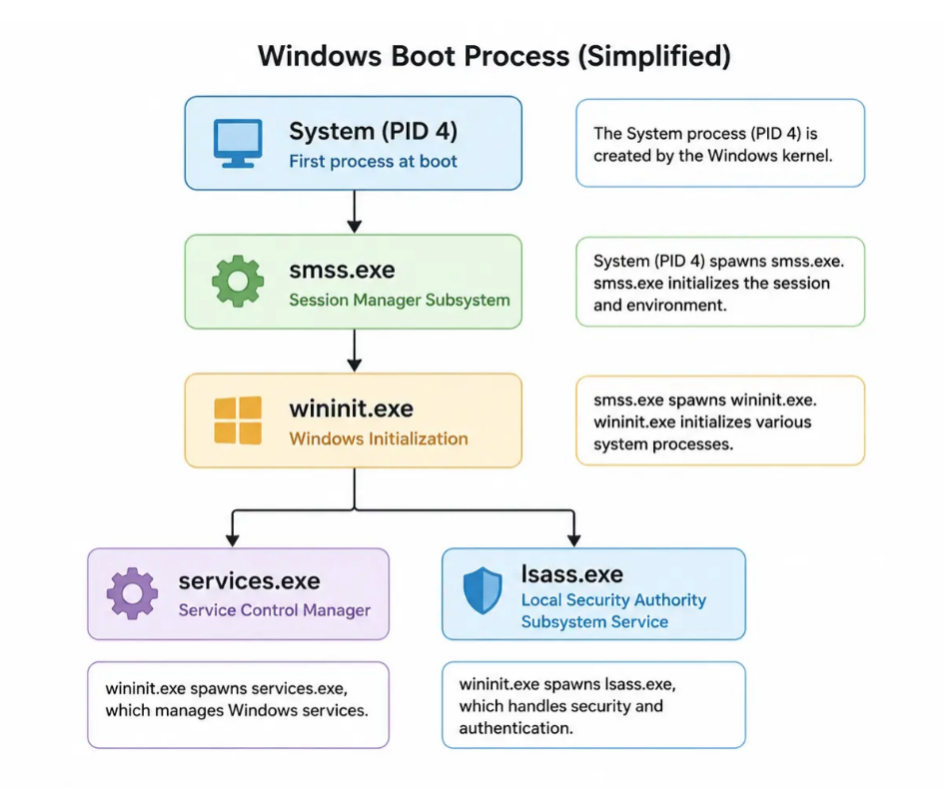 Windows Boot Process (Simplified)
System (PID 4)
First process at boot
The System process (PID 4) is
created by the Windows kernel.
smss.exe
Session Manager Subsystem
System (PID 4) spawns smss.exe.
smss.exe initializes the session
and environment.
wininit.exe
Windows Initialization
smss.exe spawns wininit.exe.
wininit.exe initializes various
system processes.
services.exe
Service Control Manager
wininit.exe spawns services.exe,
which manages Windows services.
lsass.exe
Local Security Authority
Subsystem Service
wininit.exe spawns lsass.exe,
which handles security and
authentication.